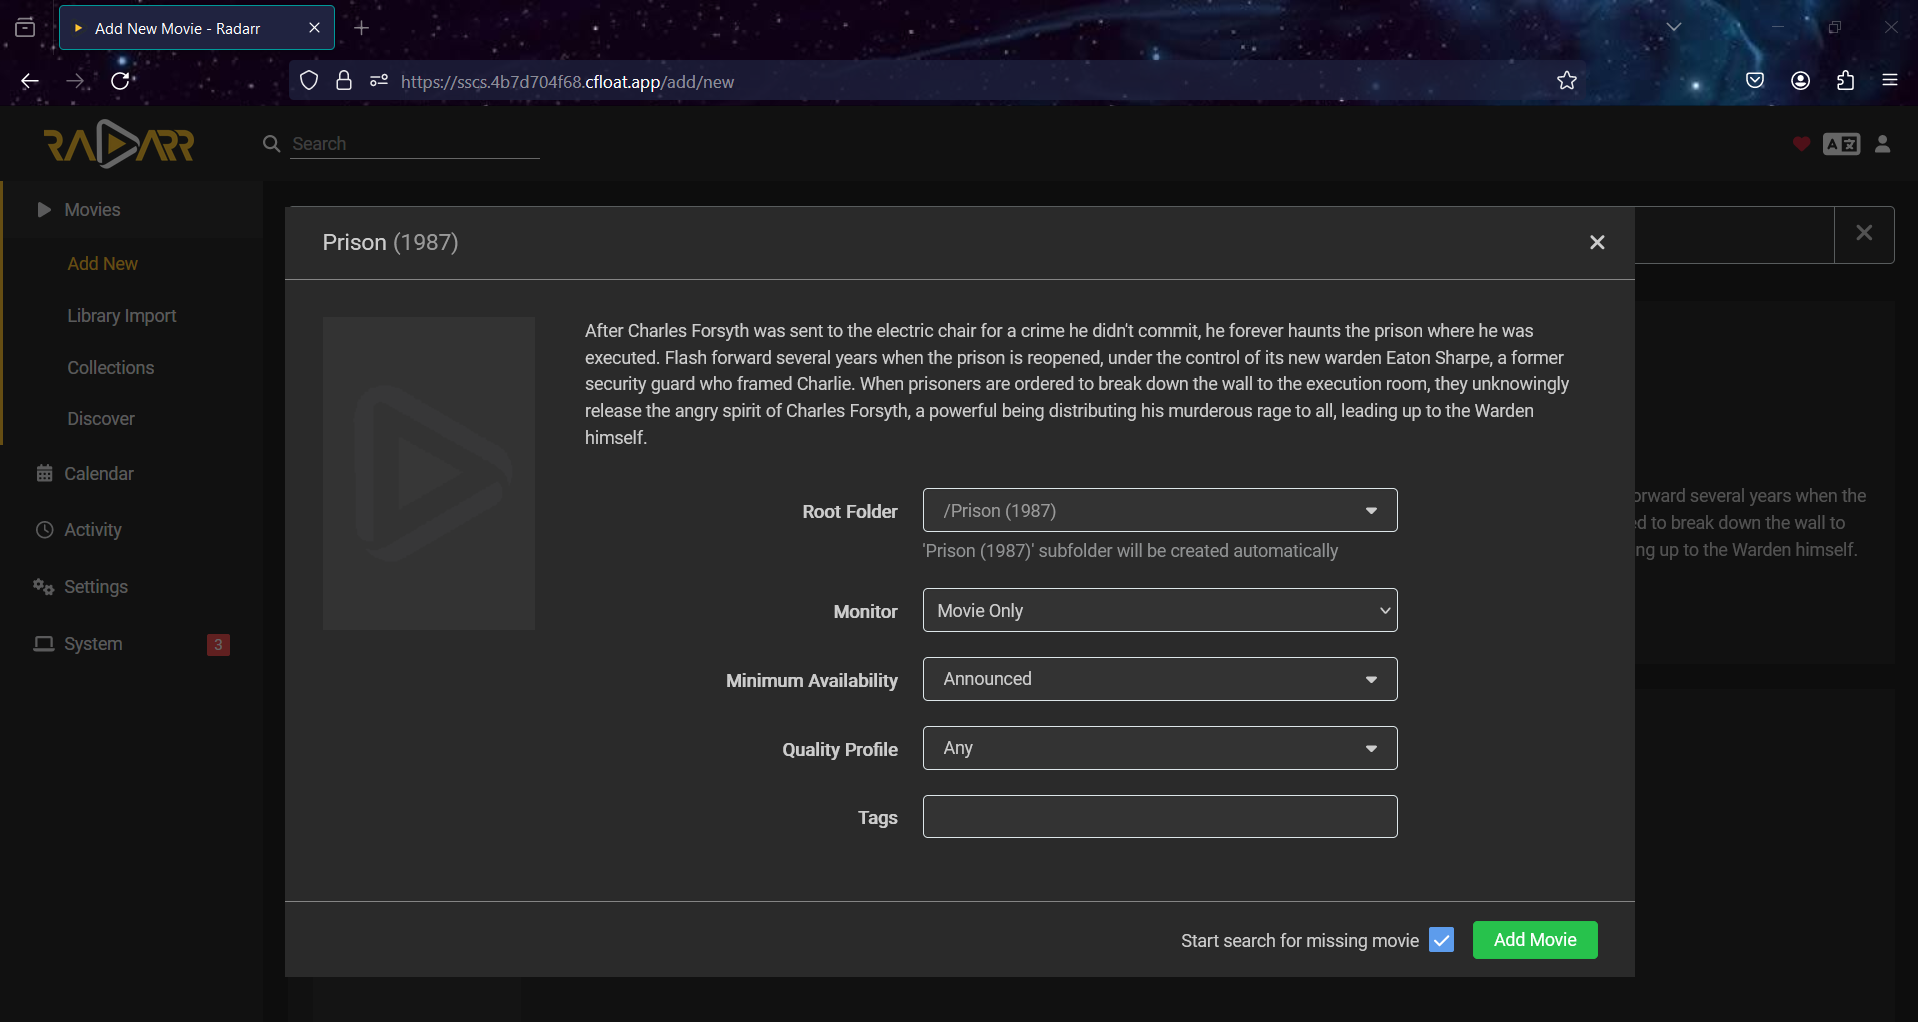 Add New Movie - Radarr
https://sscs.4b7d704f68.cfloat.app/add/new
RADARR
Search
Movies
Add New
Library Import
Collections
Discover
Calendar
Activity
Settings
System
3
Prison (1987)
After Charles Forsyth was sent to the electric chair for a crime he didn't commit, he forever haunts the prison where he was
executed. Flash forward several years when the prison is reopened, under the control of its new warden Eaton Sharpe, a former
security guard who framed Charlie. When prisoners are ordered to break down the wall to the execution room, they unknowingly
release the angry spirit of Charles Forsyth, a powerful being distributing his murderous rage to all, leading up to the Warden
himself.
Root Folder
/Prison (1987)
'Prison (1987)' subfolder will be created automatically
Monitor
Movie Only
Minimum Availability
Announced
Quality Profile
Any
Tags
several years when the
to break down the wall to
up to the Warden himself.
Start search for missing movie
Add Movie